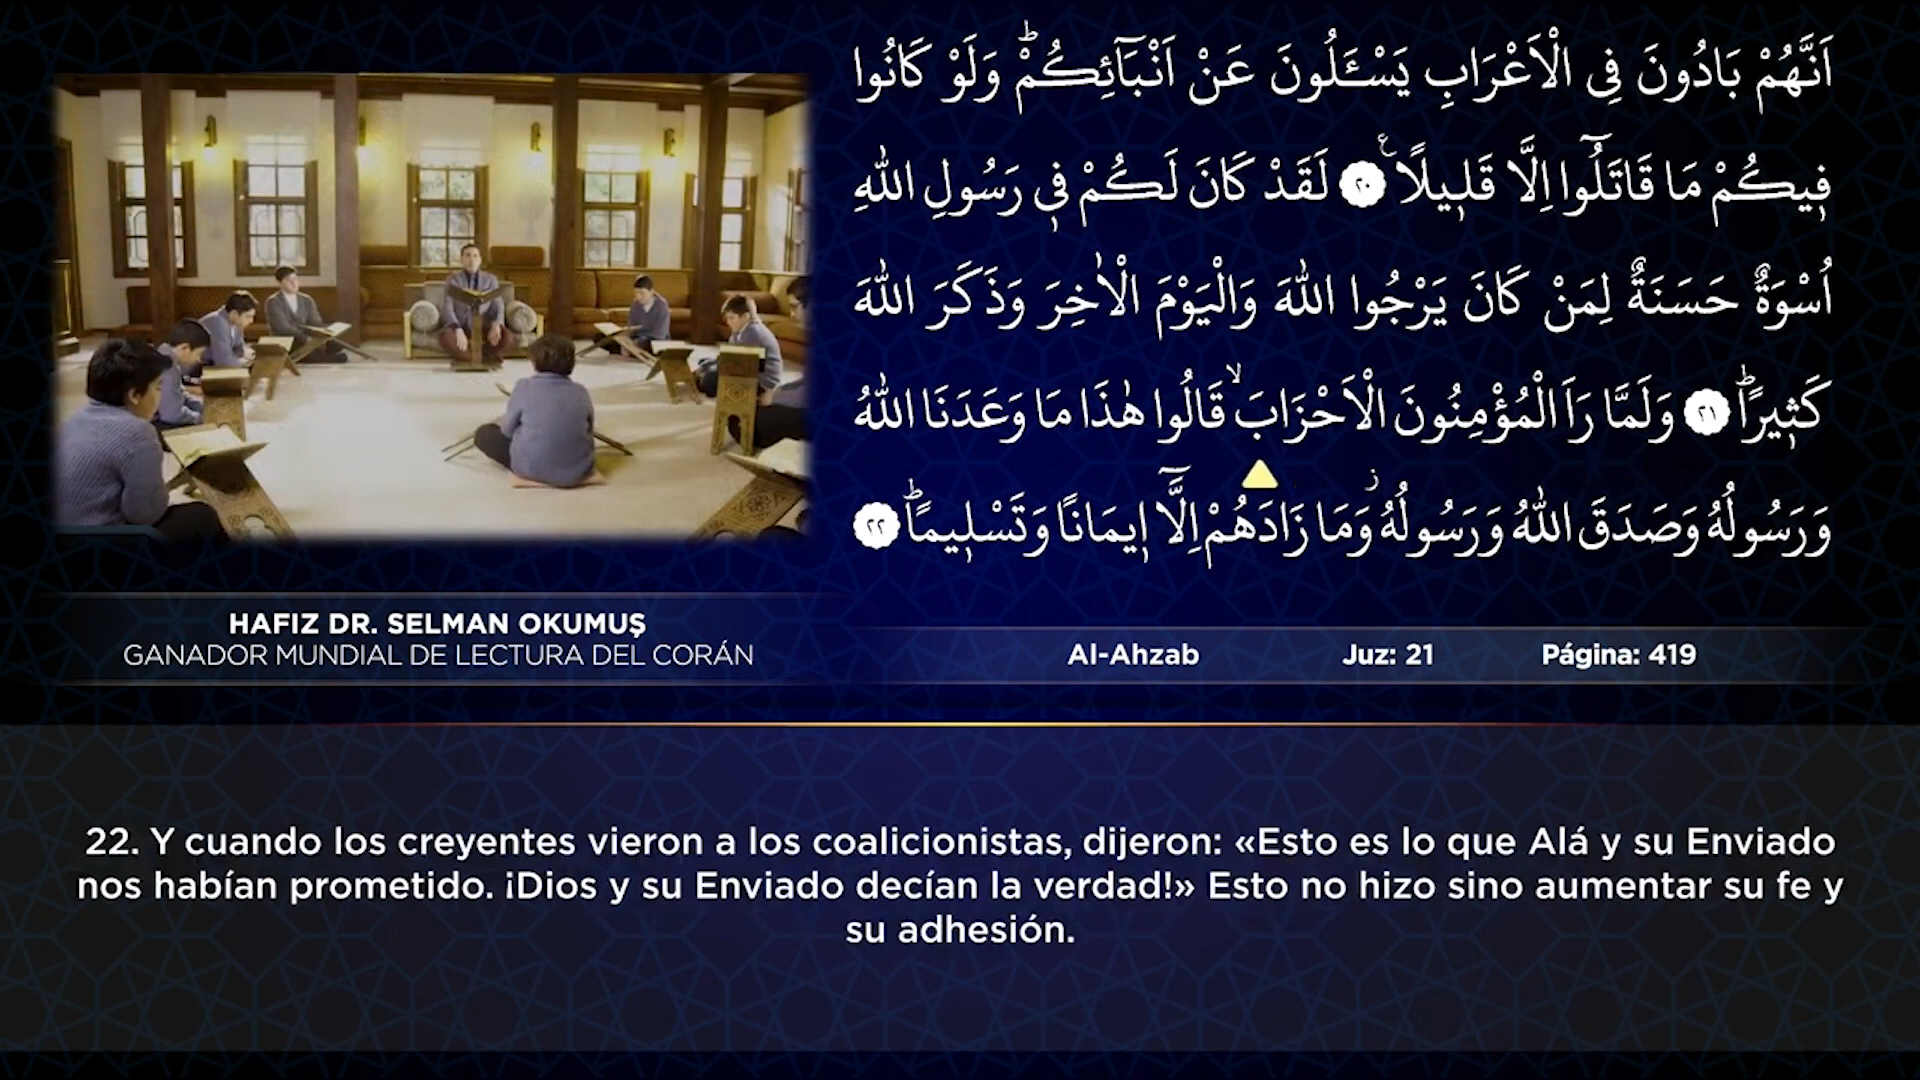 اَنَّهُمْ بَادُونَ فِي الْاَعْرَابِ يَسْـَٔلُونَ عَنْ اَنْبَٓائِكُمْۜ وَلَوْ كَانُوا
ف۪يكُمْ مَا قَاتَلُٓوا اِلَّا قَل۪يلًا ﴿٢٠﴾ۧ لَقَدْ كَانَ لَكُمْ ف۪ي رَسُولِ اللّٰهِ
اُسْوَةٌ حَسَنَةٌ لِمَنْ كَانَ يَرْجُوا اللّٰهَ وَالْيَوْمَ الْاٰخِرَ وَذَكَرَ اللّٰهَ
كَث۪يرًاۜ ﴿٢١﴾ وَلَمَّا رَاَ الْمُؤْمِنُونَ الْاَحْزَابَۙ قَالُوا هٰذَا مَا وَعَدَنَا اللّٰهُ
وَرَسُولُهُ وَصَدَقَ اللّٰهُ وَرَسُولُهُۘ وَمَا زَادَهُمْ اِلَّٓا ا۪يمَانًا وَتَسْل۪يمًاۜ ﴿٢٢﴾
HAFIZ DR. SELMAN OKUMUŞ
GANADOR MUNDIAL DE LECTURA DEL CORÁN
Al-Ahzab Juz: 21 Página: 419
22. Y cuando los creyentes vieron a los coalicionistas, dijeron: «Esto es lo que Alá y su Enviado
nos habían prometido. ¡Dios y su Enviado decían la verdad!» Esto no hizo sino aumentar su fe y
su adhesión.